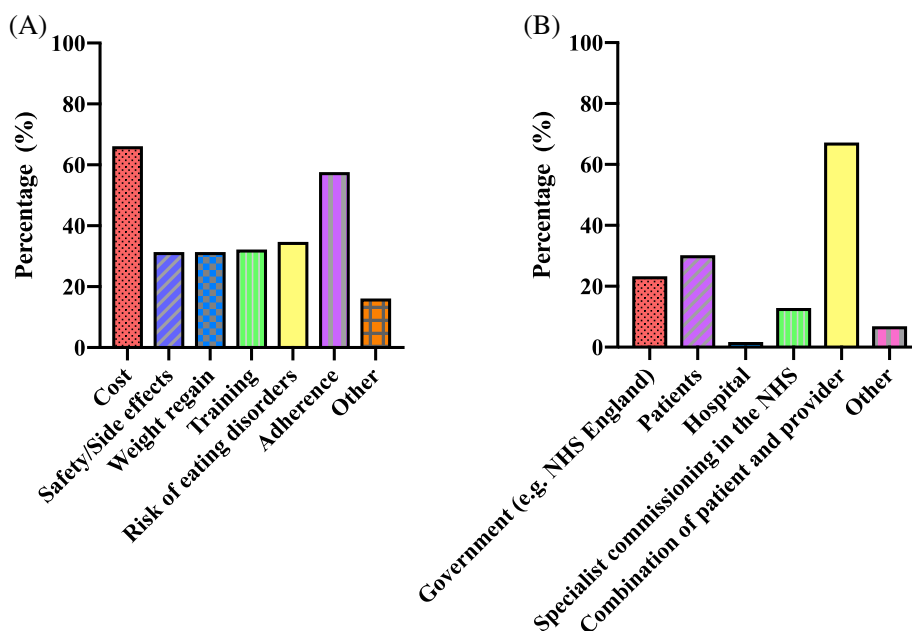 (A)
Percentage (%)
100
80
60
40
20
0
Cost
Safety/Side effects
Weight regain
Training
Risk of eating disorders
Adherence
Other
(B)
Percentage (%)
100
80
60
40
20
0
Government (e.g. NHS England)
Patients
Hospital
Specialist commissioning in the NHS
Combination of patient and provider
Other